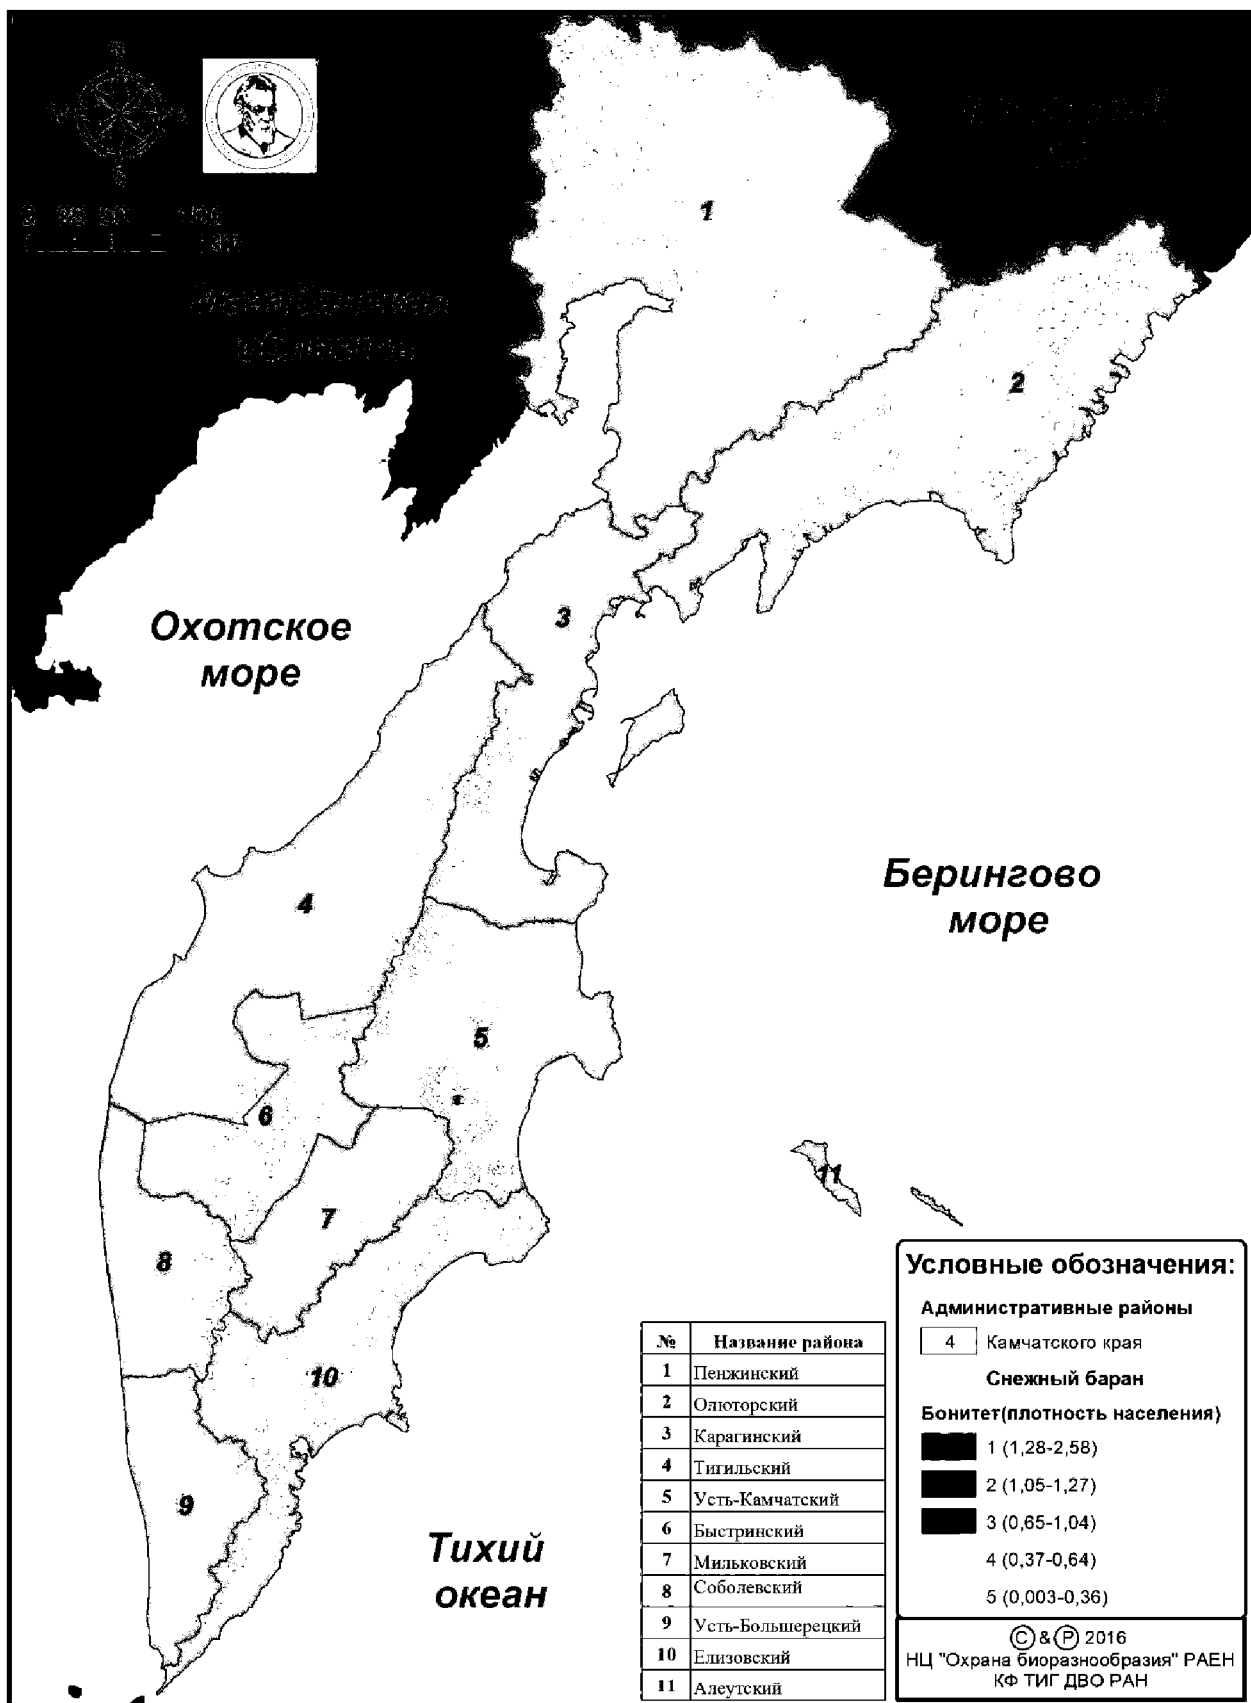 1
2
Охотское
море
3
4
Берингово
море
5
6
11
7
8
10
9
Тихий
океан
№ Название района
1 Пенжинский
2 Олюторский
3 Карагинский
4 Тигильский
5 Усть-Камчатский
6 Быстринский
7 Мильковский
8 Соболевский
9 Усть-Большерецкий
10 Елизовский
11 Алеутский
Условные обозначения:
Административные районы
4 Камчатского края
Снежный баран
Бонитет(плотность населения)
1 (1,28-2,58)
2 (1,05-1,27)
3 (0,65-1,04)
4 (0,37-0,64)
5 (0,003-0,36)
Ⓒ&Ⓟ 2016
НЦ "Охрана биоразнообразия" РАЕН
КФ ТИГ ДВО РАН